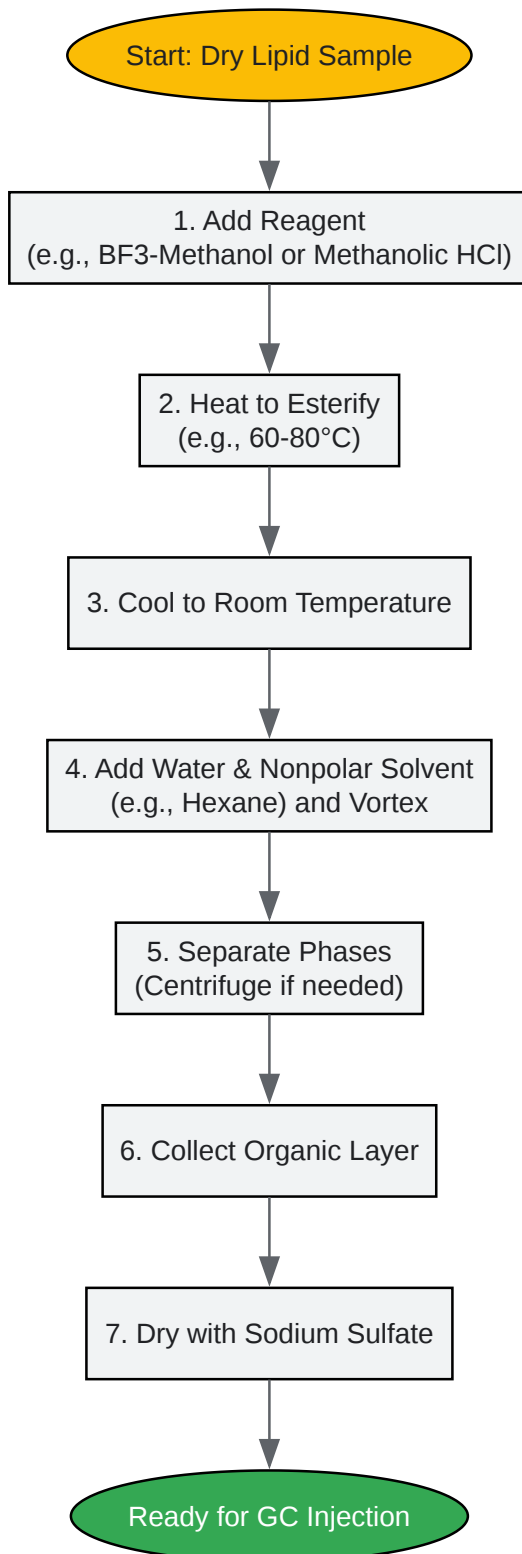 Start: Dry Lipid Sample
1. Add Reagent
(e.g., BF3-Methanol or Methanolic HCl)
2. Heat to Esterify
(e.g., 60-80°C)
3. Cool to Room Temperature
4. Add Water & Nonpolar Solvent
(e.g., Hexane) and Vortex
5. Separate Phases
(Centrifuge if needed)
6. Collect Organic Layer
7. Dry with Sodium Sulfate
Ready for GC Injection